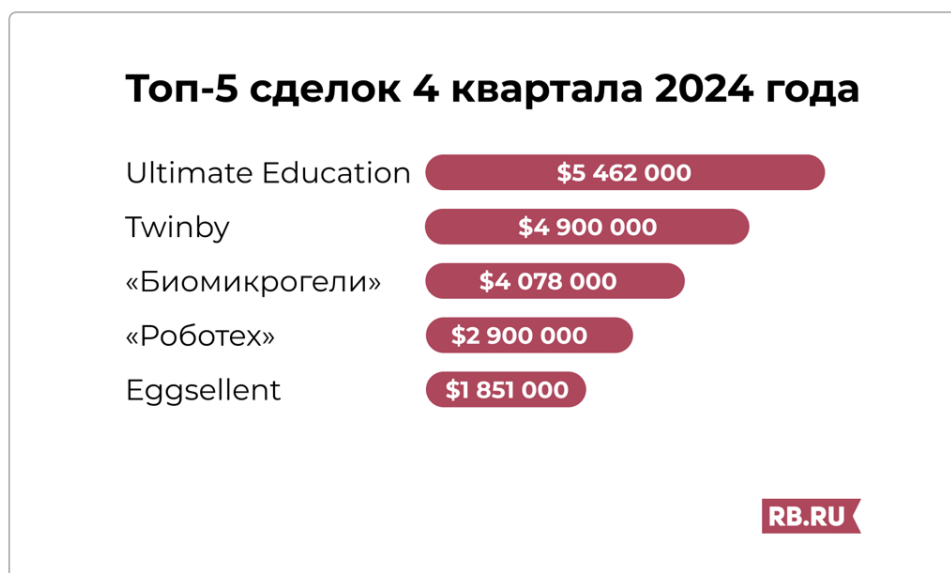 Топ-5 сделок 4 квартала 2024 года
Ultimate Education $5 462 000
Twinby $4 900 000
«Биомикрогели» $4 078 000
«Роботех» $2 900 000
Eggsellent $1 851 000
RB.RU